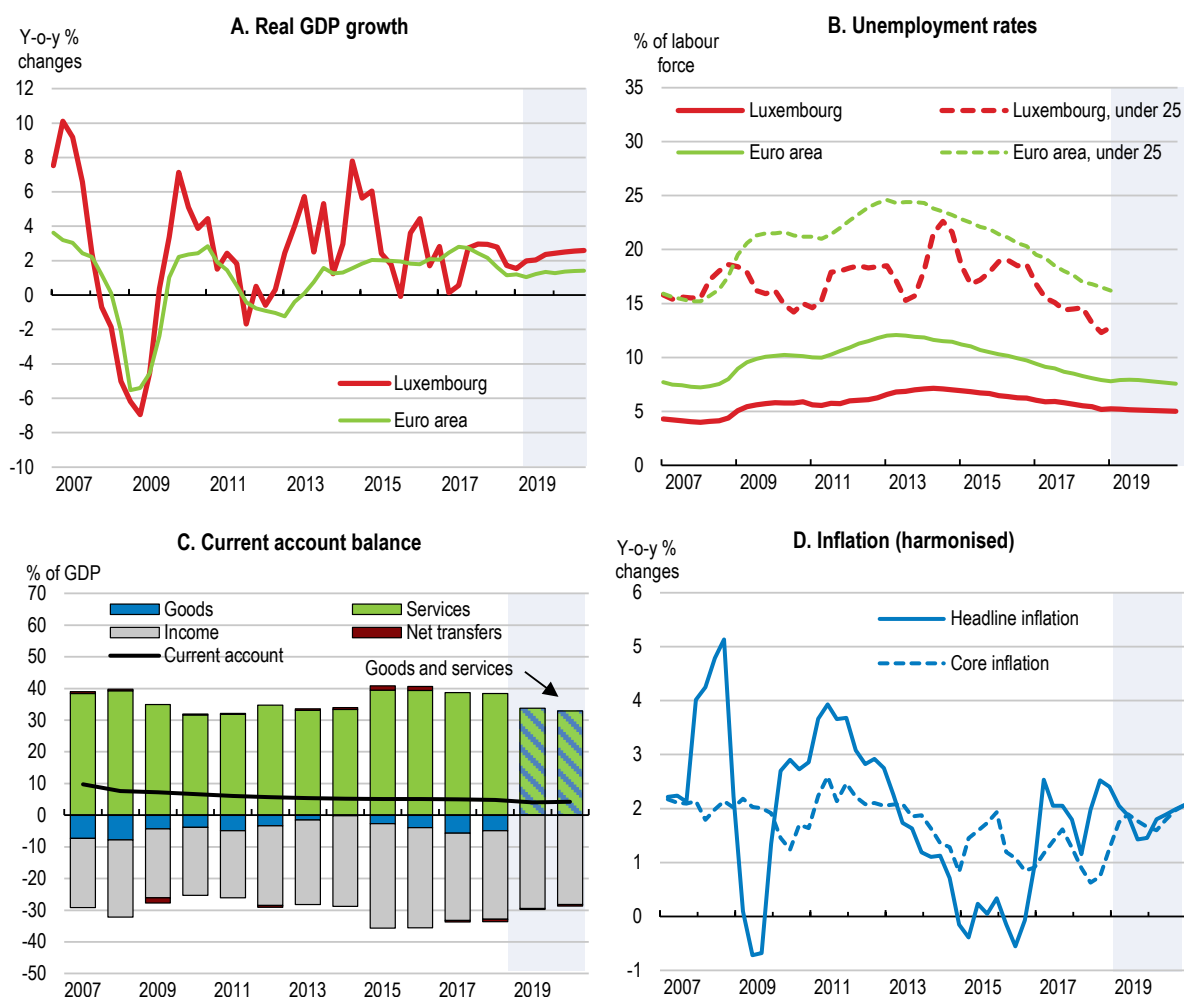 A. Real GDP growth
Y-o-y %
changes
12
10
8
6
4
2
0
-2
-4
-6
-8
-10
Luxembourg
Euro area
2007 2009 2011 2013 2015 2017 2019
B. Unemployment rates
% of labour
force
35
30
25
20
15
10
5
0
Luxembourg
Luxembourg, under 25
Euro area
Euro area, under 25
2007 2009 2011 2013 2015 2017 2019
C. Current account balance
% of GDP
70
60
50
40
30
20
10
0
-10
-20
-30
-40
-50
Goods
Services
Income
Net transfers
Current account
Goods and services
2007 2009 2011 2013 2015 2017 2019
D. Inflation (harmonised)
Y-o-y %
changes
6
5
4
3
2
1
0
-1
Headline inflation
Core inflation
2007 2009 2011 2013 2015 2017 2019